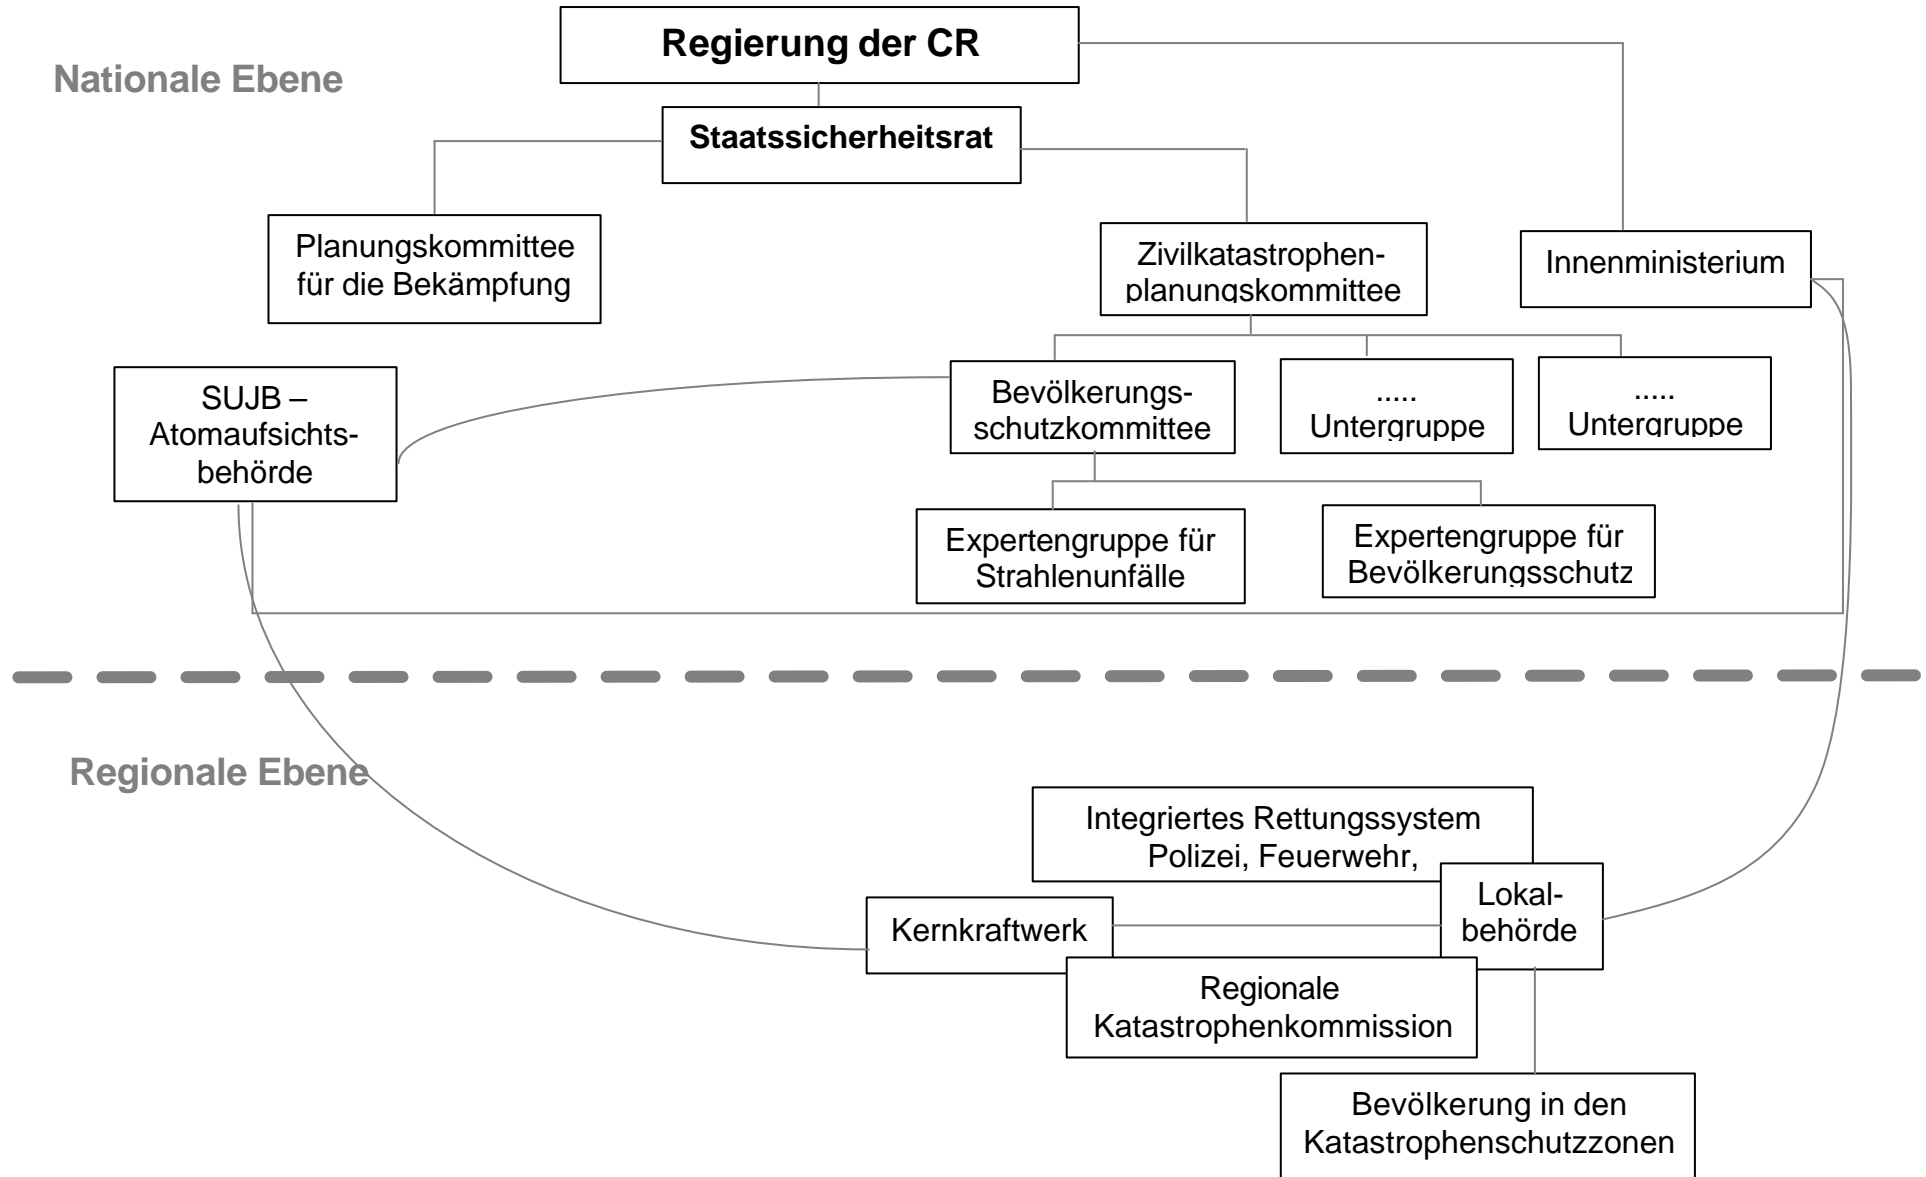 Regierung der CR
Nationale Ebene
Staatssicherheitsrat
Planungskommittee
für die Bekämpfung
Zivilkatastrophen-
planungskommittee
Innenministerium
SUJB –
Atomaufsichts-
behörde
Bevölkerungs-
schutzkommittee
.....
Untergruppe
.....
Untergruppe
Expertengruppe für
Strahlenunfälle
Expertengruppe für
Bevölkerungsschutz
Regionale Ebene
Integriertes Rettungssystem
Polizei, Feuerwehr,
Kernkraftwerk
Lokal-
behörde
Regionale
Katastrophenkommission
Bevölkerung in den
Katastrophenschutzzonen